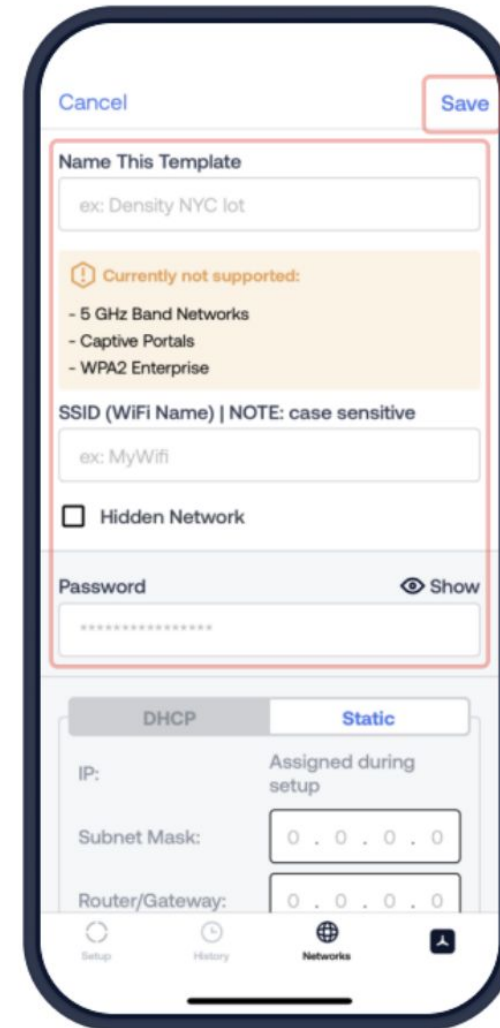 Cancel Save
Name This Template
ex: Density NYC lot
Currently not supported:
- 5 GHz Band Networks
- Captive Portals
- WPA2 Enterprise
SSID (WiFi Name) | NOTE: case sensitive
ex: MyWifi
Hidden Network
Password Show
****************
DHCP Static
IP: Assigned during
setup
Subnet Mask: 0 . 0 . 0 . 0
Router/Gateway: 0 . 0 . 0 . 0
Setup History Networks